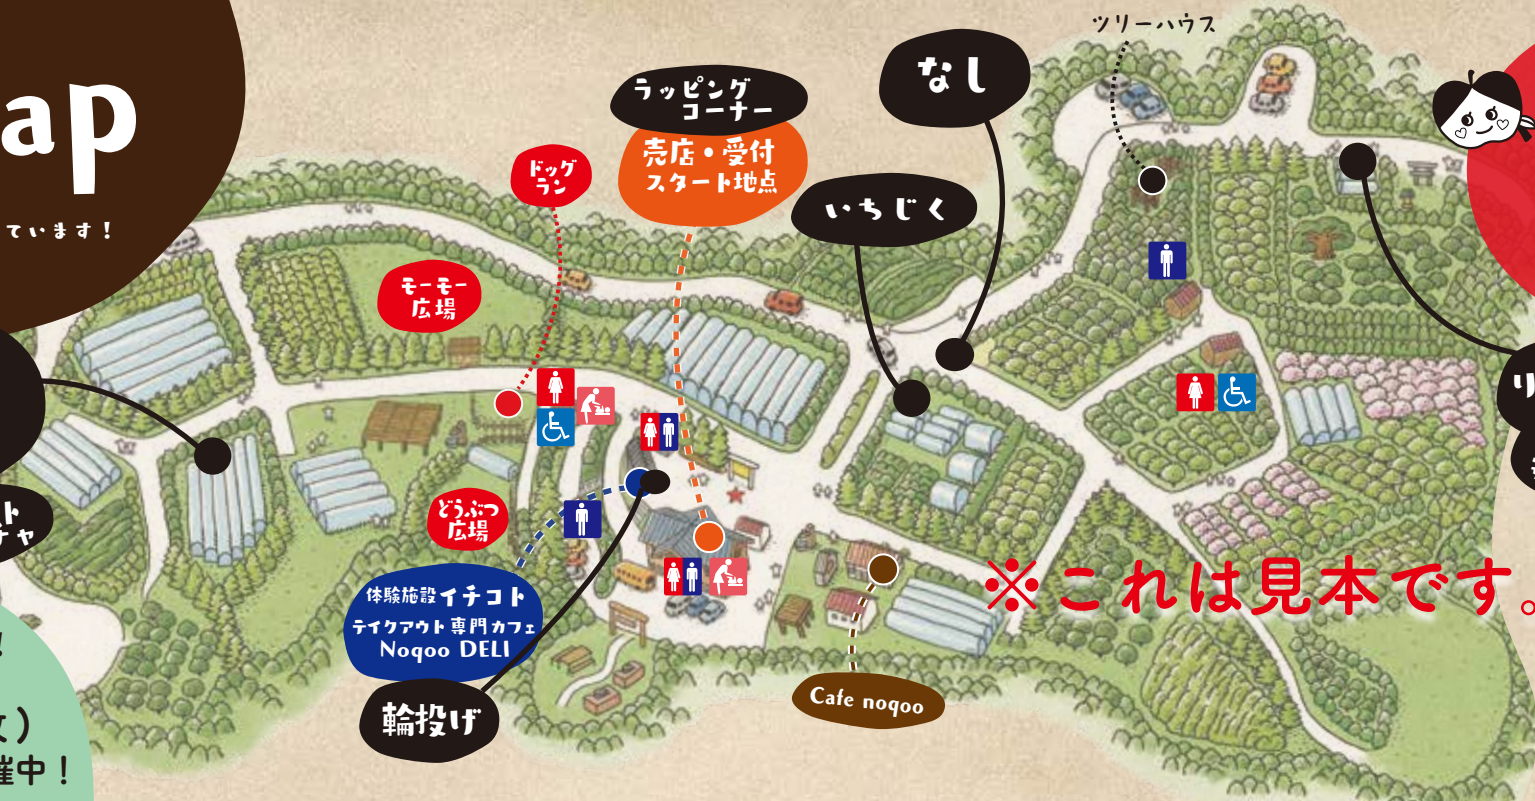 ap
ています！
ツリーハウス
なし
ラッピング
コーナー
売店・受付
スタート地点
ドッグ
ラン
いちじく
モーモー
広場
リ
ト
チャ
どうぶつ
広場
体験施設イチコト
テイクアウト専門カフェ
Noqoo DELI
※これは見本です。
輪投げ
Cafe noqoo
！
）
催中！